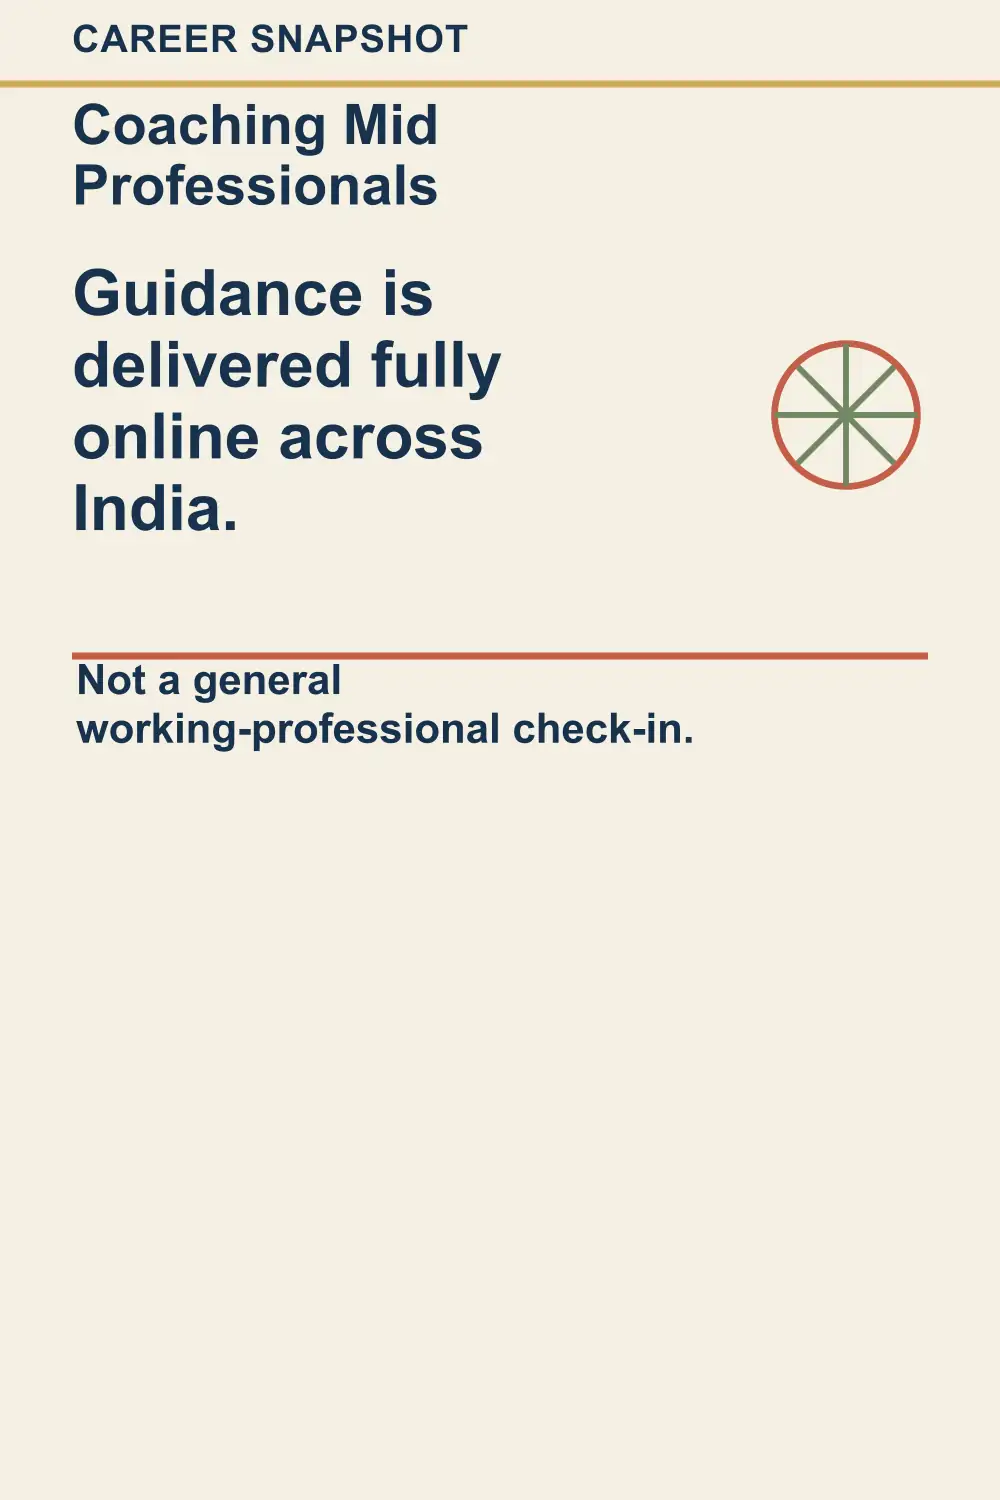 CAREER SNAPSHOT
Coaching Mid
Professionals
Guidance is
delivered fully
online across
India.
Not a general
working-professional check-in.